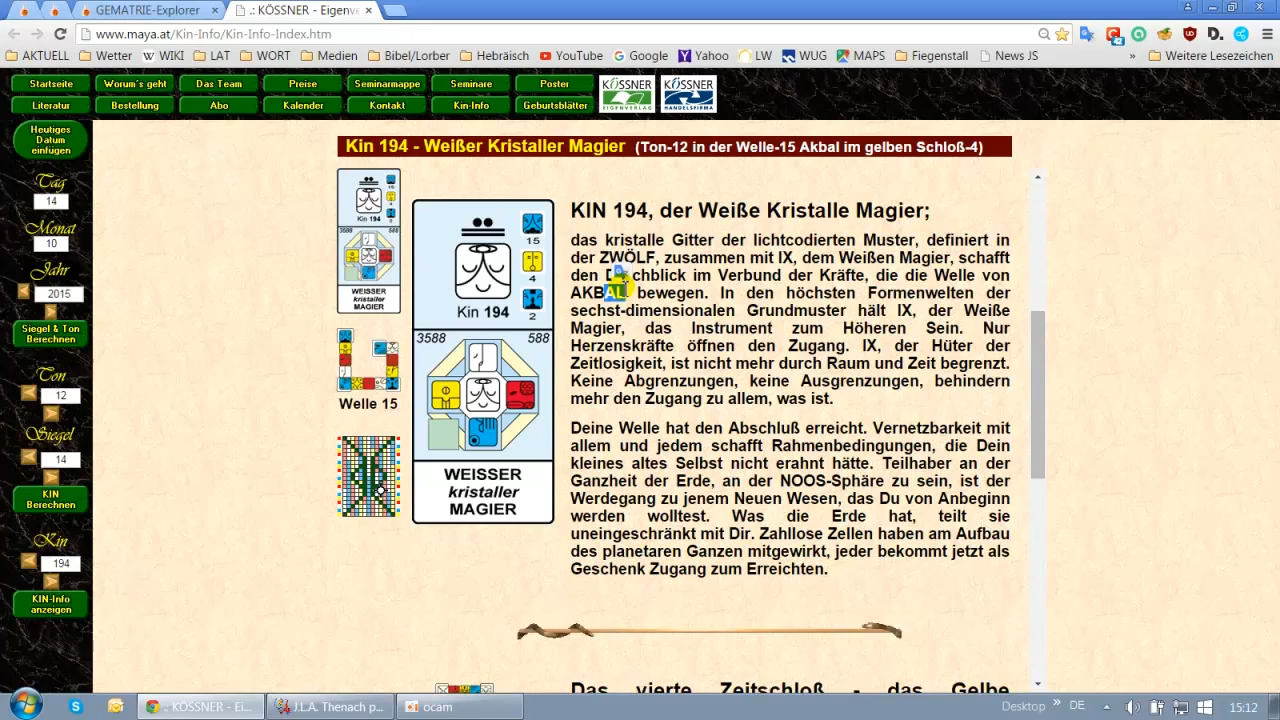 GEMATRIE-Explorer
.: KÖSSNER - Eigenve
www.maya.at/Kin-Info/Kin-Info-Index.htm
AKTUELL Wetter WIKI LAT WORT Medien Bibel/Lorber Hebräisch YouTube Google Yahoo LW WUG MAPS Fiegenstall News JS » Weitere Lesezeichen
Startseite Worum's geht Das Team Preise Seminarmappe Seminare Poster
Literatur Bestellung Abo Kalender Kontakt Kin-Info Geburtsblätter
KÖSSNER EIGENVERLAG
KÖSSNER HANDELSFIRMA
Heutiges
Datum
einfügen
Tag
14
Monat
10
Jahr
2015
Siegel & Ton
Berechnen
Ton
12
Siegel
14
KIN
Berechnen
Kin
194
KIN-Info
anzeigen
Kin 194 - Weißer Kristaller Magier (Ton-12 in der Welle-15 Akbal im gelben Schloß-4)
Kin 194
3588 588
WEISSER
kristaller
MAGIER
Welle 15
15
4
2
Kin 194
3588 588
WEISSER
kristaller
MAGIER
KIN 194, der Weiße Kristalle Magier;
das kristalle Gitter der lichtcodierten Muster, definiert in
der ZWÖLF, zusammen mit IX, dem Weißen Magier, schafft
den D chblick im Verbund der Kräfte, die die Welle von
AKBAL bewegen. In den höchsten Formenwelten der
sechst-dimensionalen Grundmuster hält IX, der Weiße
Magier, das Instrument zum Höheren Sein. Nur
Herzenskräfte öffnen den Zugang. IX, der Hüter der
Zeitlosigkeit, ist nicht mehr durch Raum und Zeit begrenzt.
Keine Abgrenzungen, keine Ausgrenzungen, behindern
mehr den Zugang zu allem, was ist.
Deine Welle hat den Abschluß erreicht. Vernetzbarkeit mit
allem und jedem schafft Rahmenbedingungen, die Dein
kleines altes Selbst nicht erahnt hätte. Teilhaber an der
Ganzheit der Erde, an der NOOS-Sphäre zu sein, ist der
Werdegang zu jenem Neuen Wesen, das Du von Anbeginn
werden wolltest. Was die Erde hat, teilt sie
uneingeschränkt mit Dir. Zahllose Zellen haben am Aufbau
des planetaren Ganzen mitgewirkt, jeder bekommt jetzt als
Geschenk Zugang zum Erreichten.
Das vierte Zeitschloß - das Gelbe
KÖSSNER - Ei... J.L.A. Thenach p... ocam Desktop » DE 15:12